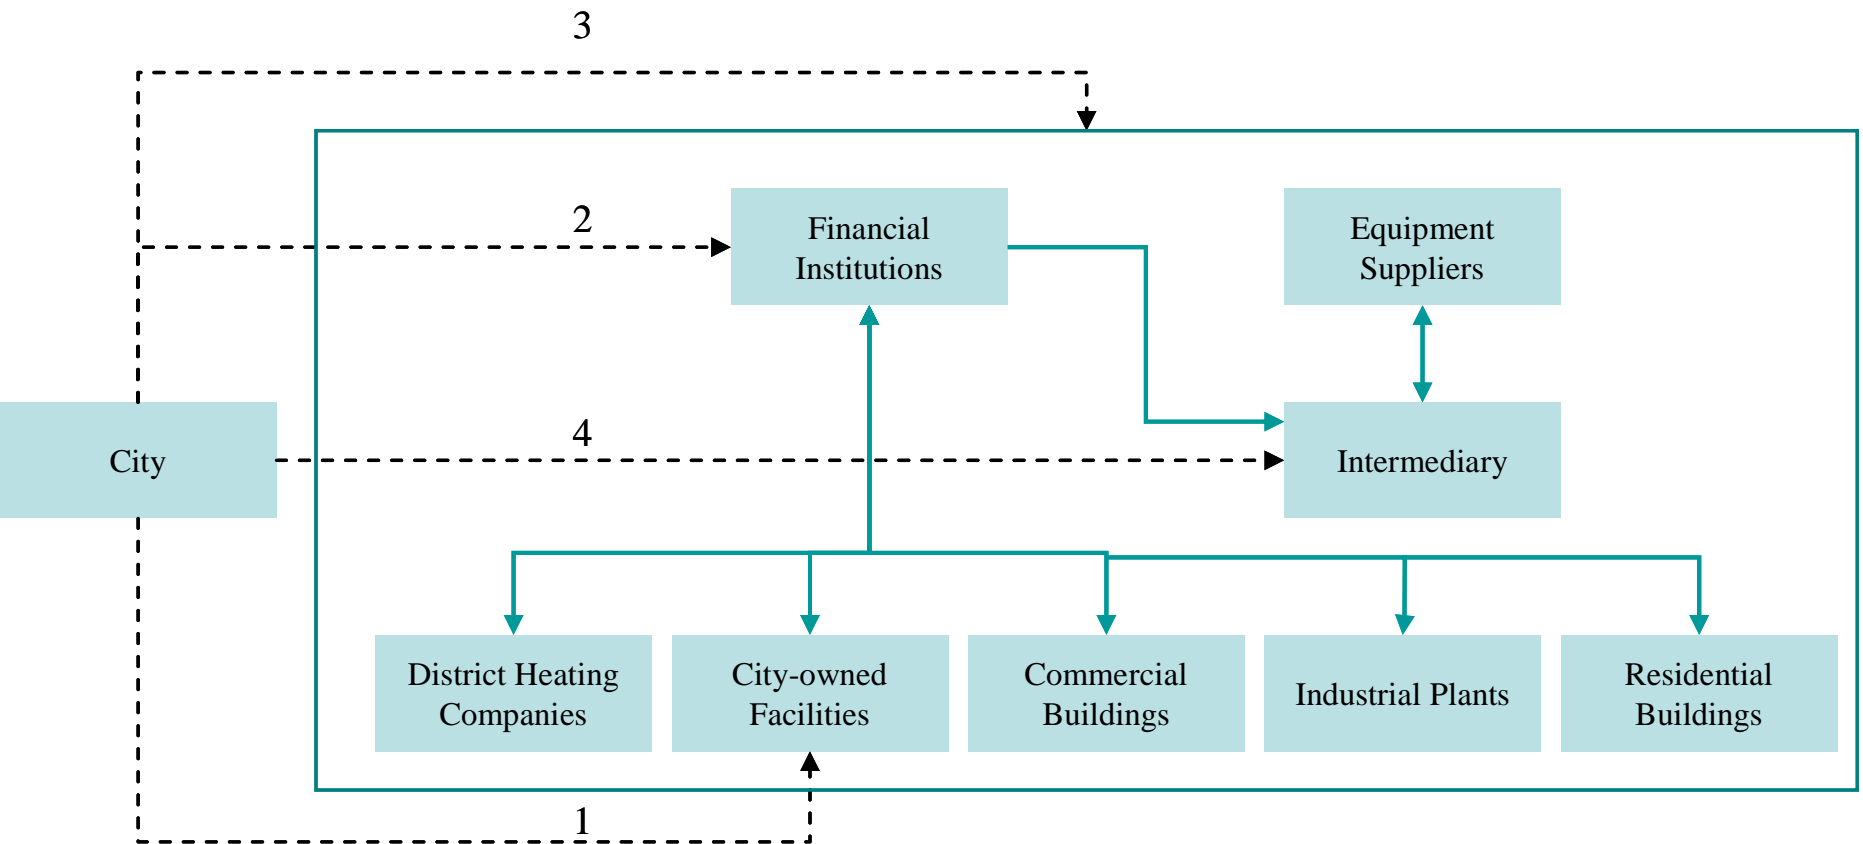 3
2
Financial
Institutions
Equipment
Suppliers
City
4
Intermediary
District Heating
Companies
City-owned
Facilities
Commercial
Buildings
Industrial Plants
Residential
Buildings
1